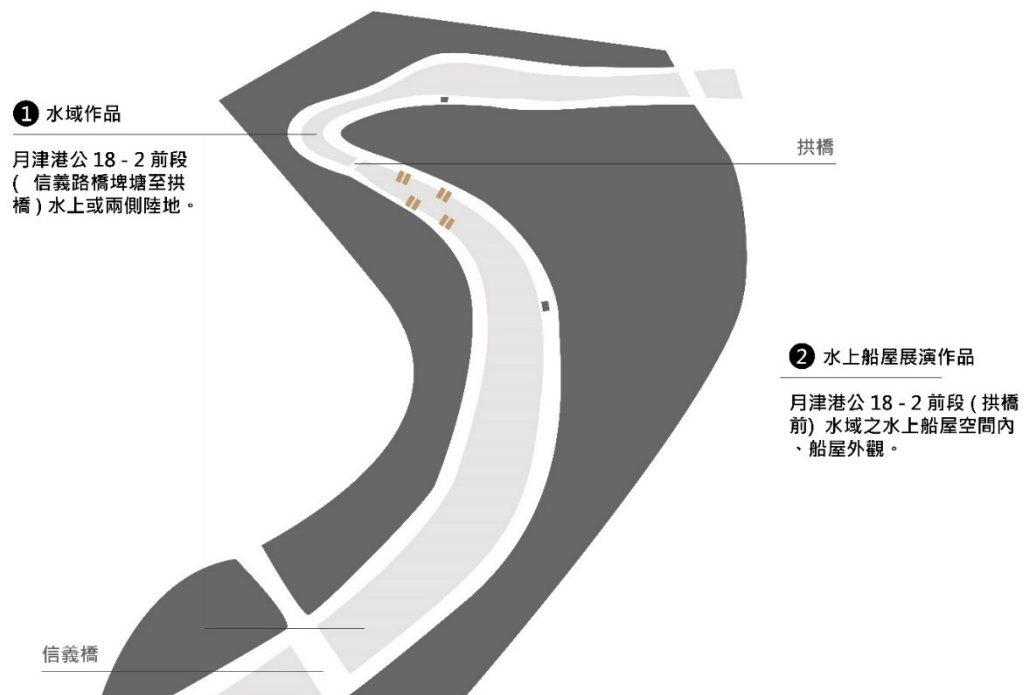 1 水域作品
月津港公 18 - 2 前段
( 信義路橋埤塘至拱
橋 ) 水上或兩側陸地。
拱橋
2 水上船屋展演作品
月津港公 18 - 2 前段 ( 拱橋
前) 水域之水上船屋空間內
、船屋外觀。
信義橋